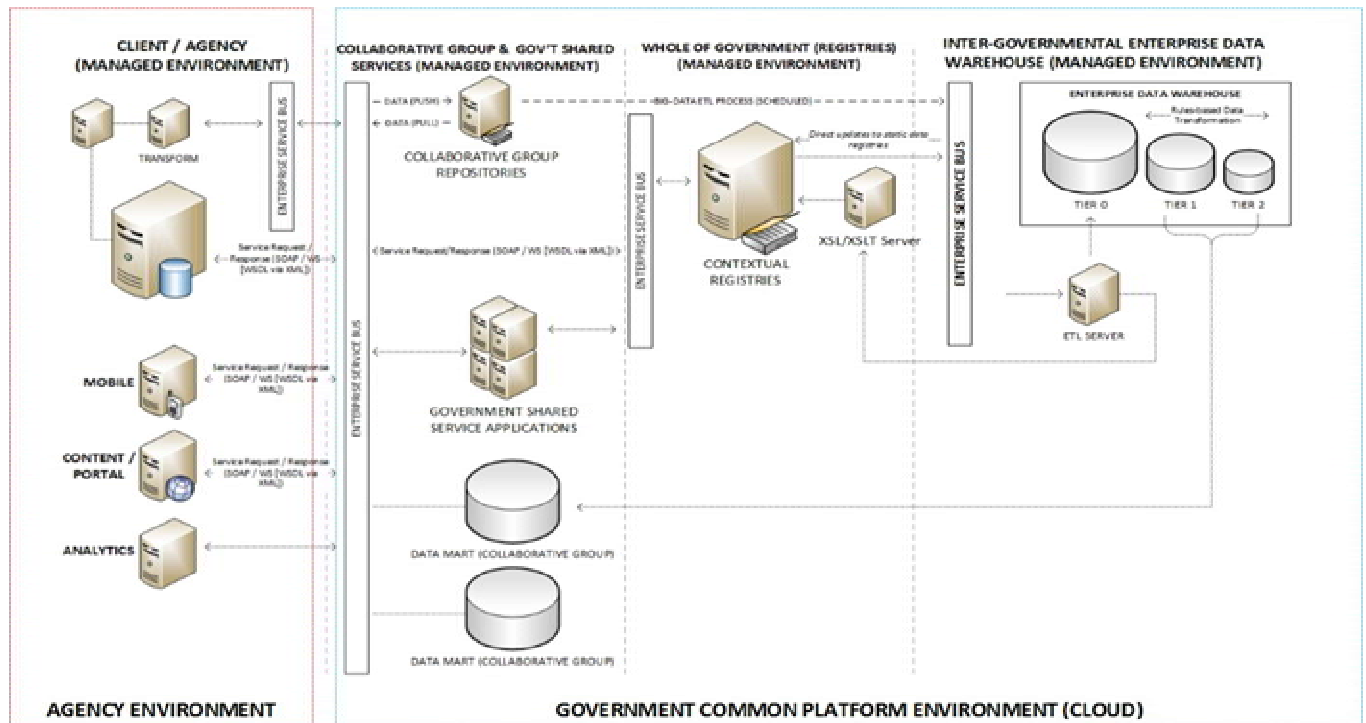 CLIENT / AGENCY
(MANAGED ENVIRONMENT)
TRANSFORM
ENTERPRISE SERVICE BUS
Service Request /
Response (SOAP / WS
[WSDL via XML])
MOBILE
Service Request / Response
(SOAP / WS [WSDL via
XML])
CONTENT /
PORTAL
Service Request / Response
(SOAP / WS [WSDL via
XML])
ANALYTICS
AGENCY ENVIRONMENT
COLLABORATIVE GROUP & GOV'T SHARED
SERVICES (MANAGED ENVIRONMENT)
ENTERPRISE SERVICE BUS
DATA (PUSH)
DATA (PULL)
COLLABORATIVE GROUP
REPOSITORIES
BIG-DATA ETL PROCESS (SCHEDULED)
Service Request/Response (SOAP / WS [WSDL via XML])
GOVERNMENT SHARED
SERVICE APPLICATIONS
DATA MART (COLLABORATIVE GROUP)
DATA MART (COLLABORATIVE GROUP)
WHOLE OF GOVERNMENT (REGISTRIES)
(MANAGED ENVIRONMENT)
ENTERPRISE SERVICE BUS
Direct updates to static data
registries
XSL/XSLT Server
CONTEXTUAL
REGISTRIES
INTER-GOVERNMENTAL ENTERPRISE DATA
WAREHOUSE (MANAGED ENVIRONMENT)
ENTERPRISE SERVICE BUS
ENTERPRISE DATA WAREHOUSE
Rules-based Data
Transformation
TIER 0
TIER 1
TIER 2
ETL SERVER
GOVERNMENT COMMON PLATFORM ENVIRONMENT (CLOUD)